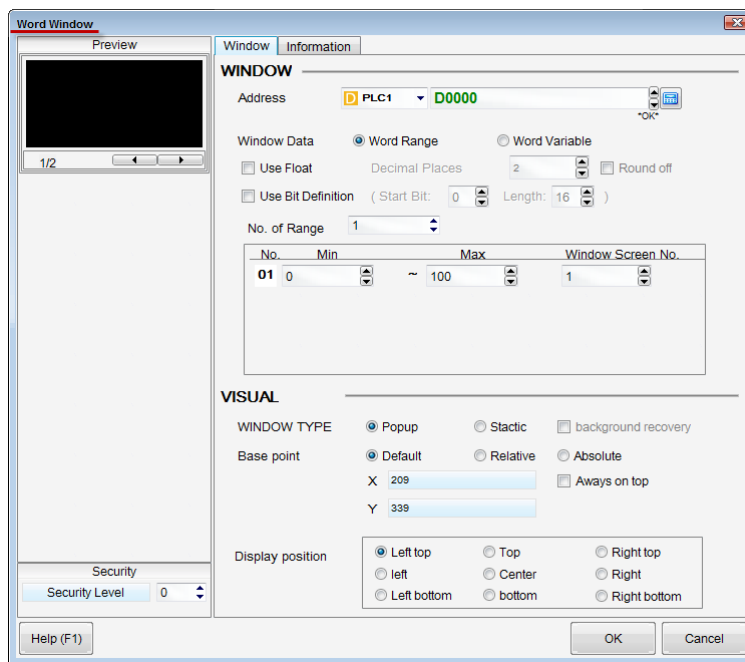 Word Window
Preview
1/2
Security
Security Level 0
Help (F1)
Window Information
WINDOW
Address D PLC1 D0000
*OK*
Window Data Word Range Word Variable
Use Float Decimal Places 2 Round off
Use Bit Definition ( Start Bit: 0 Length: 16 )
No. of Range 1
No. Min Max Window Screen No.
01 0 ~ 100 1
VISUAL
WINDOW TYPE Popup Stactic background recovery
Base point Default Relative Absolute
X 209 Aways on top
Y 339
Display position Left top Top Right top
left Center Right
Left bottom bottom Right bottom
OK Cancel